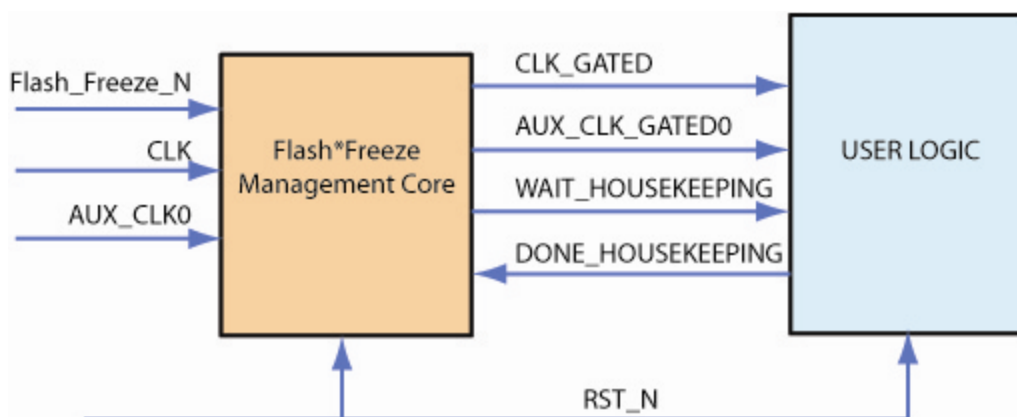 Flash_Freeze_N
CLK
AUX_CLK0
Flash*Freeze
Management Core
CLK_GATED
AUX_CLK_GATED0
WAIT_HOUSEKEEPING
DONE_HOUSEKEEPING
USER LOGIC
RST_N